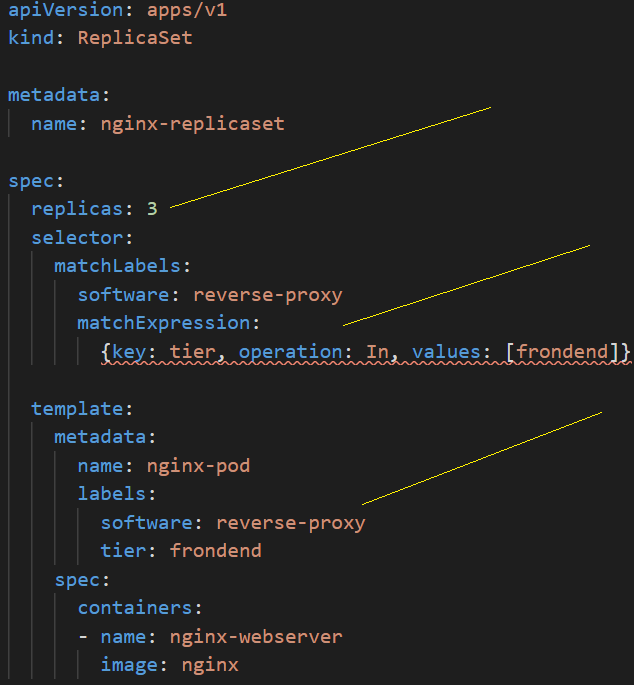 apiVersion: apps/v1
kind: ReplicaSet
metadata:
  name: nginx-replicaset
spec:
  replicas: 3
  selector:
    matchLabels:
      software: reverse-proxy
      matchExpression:
        {key: tier, operation: In, values: [frondend]}
  template:
    metadata:
      name: nginx-pod
      labels:
        software: reverse-proxy
        tier: frondend
    spec:
      containers:
      - name: nginx-webserver
        image: nginx